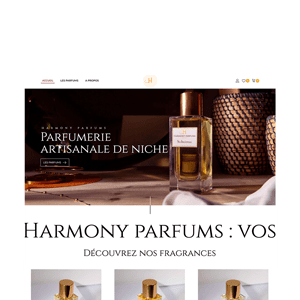 ACCUEIL LES PARFUMS A PROPOS
HARMONY PARFUMS
PARFUMERIE
ARTISANALE DE NICHE
LES PARFUMS
HARMONY PARFUMS : VOS
DÉCOUVREZ NOS FRAGRANCES